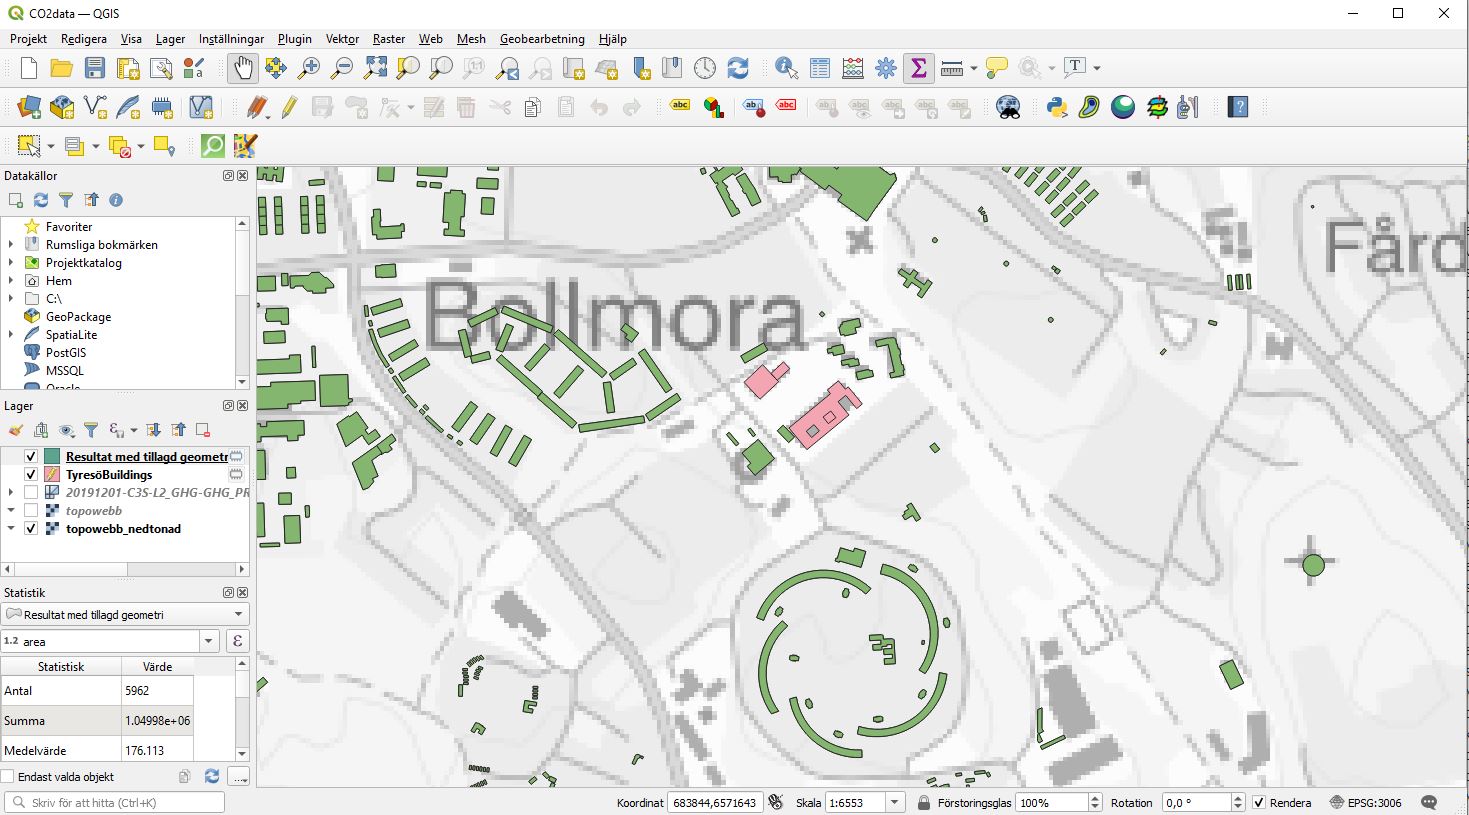 CO2data — QGIS
Projekt Redigera Visa Lager Inställningar Plugin Vektor Raster Web Mesh Geobearbetning Hjälp
Datakällor
Favoriter
Rumsliga bokmärken
Projektkatalog
Hem
C:\
GeoPackage
SpatiaLite
PostGIS
MSSQL
Oracle
Lager
Resultat med tillagd geometr
TyresöBuildings
20191201-C3S-L2_GHG-GHG_PR
topowebb
topowebb_nedtonad
Statistik
Resultat med tillagd geometri
1.2 area
Statistisk Värde
Antal 5962
Summa 1.04998e+06
Medelvärde 176.113
Endast valda objekt
Bollmora
Fård
Skriv för att hitta (Ctrl+K)
Koordinat 683844,6571643 Skala 1:6553 Förstoringsglas 100% Rotation 0,0 ° Rendera EPSG:3006